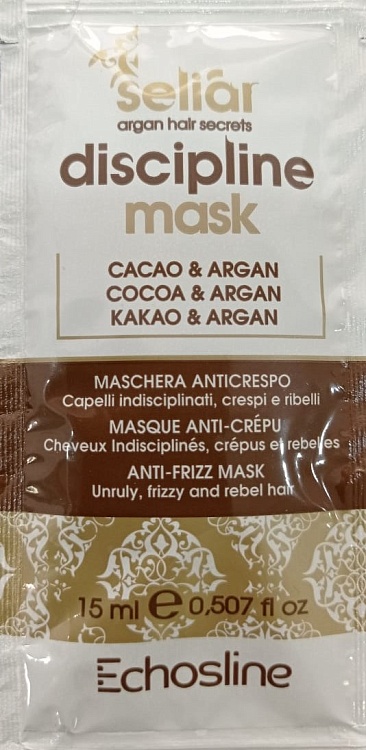 seliar
argan hair secrets
discipline
mask
CACAO & ARGAN
COCOA & ARGAN
KAKAO & ARGAN
MASCHERA ANTICRESPO
Capelli indisciplinati, crespi e ribelli
MASQUE ANTI-CRÉPU
Cheveux Indisciplinés, crépus et rebelles
ANTI-FRIZZ MASK
Unruly, frizzy and rebel hair
15 ml e 0,507 fl oz
Echosline